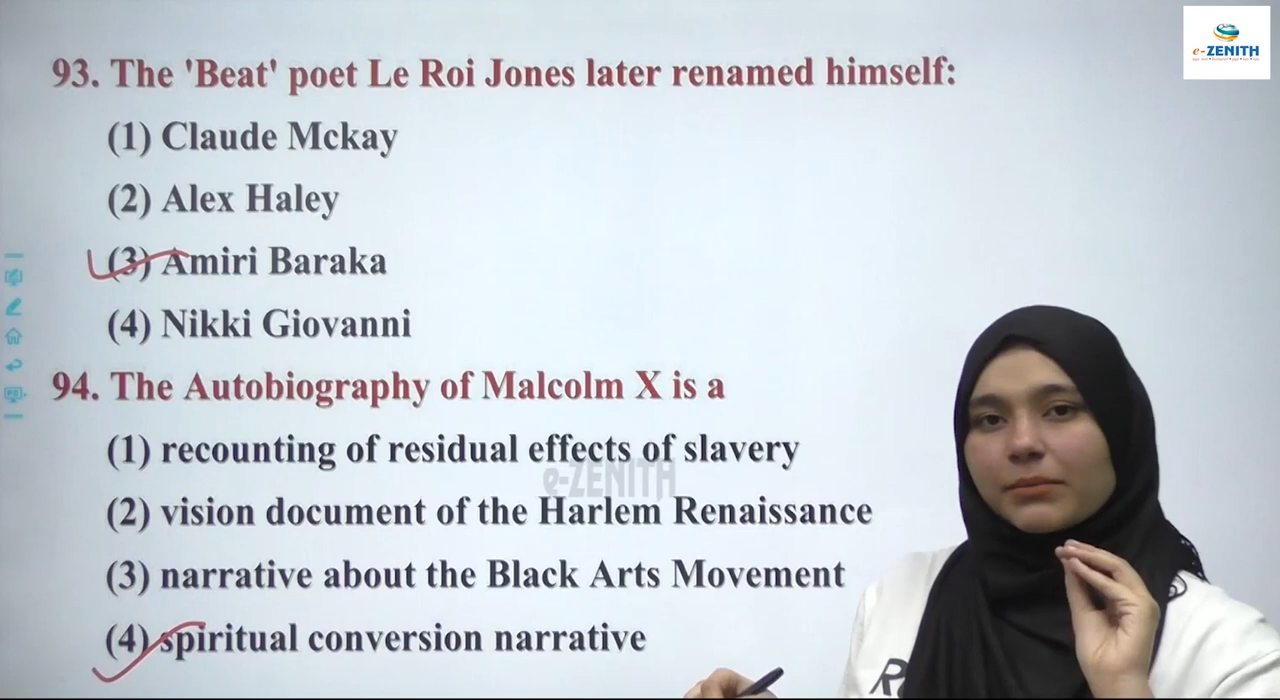 e-ZENITH
93. The 'Beat' poet Le Roi Jones later renamed himself:
(1) Claude Mckay
(2) Alex Haley
(3) Amiri Baraka
(4) Nikki Giovanni
94. The Autobiography of Malcolm X is a
(1) recounting of residual effects of slavery
e-ZENITH
(2) vision document of the Harlem Renaissance
(3) narrative about the Black Arts Movement
(4) spiritual conversion narrative